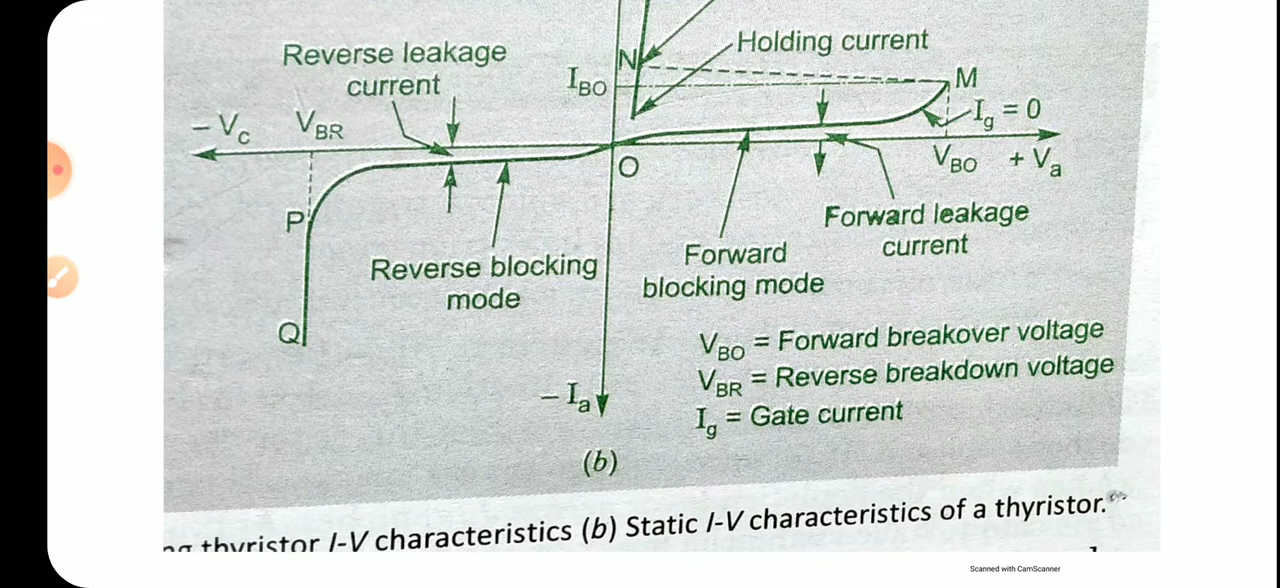 Reverse leakage
current
Holding current
N
I_BO
M
I_g = 0
– V_c
V_BR
O
V_BO
+ V_a
P
Forward leakage
current
Reverse blocking
mode
Forward
blocking mode
Q
V_BO = Forward breakover voltage
V_BR = Reverse breakdown voltage
I_g = Gate current
– I_a
(b)
thyristor I-V characteristics (b) Static I-V characteristics of a thyristor.
Scanned with CamScanner